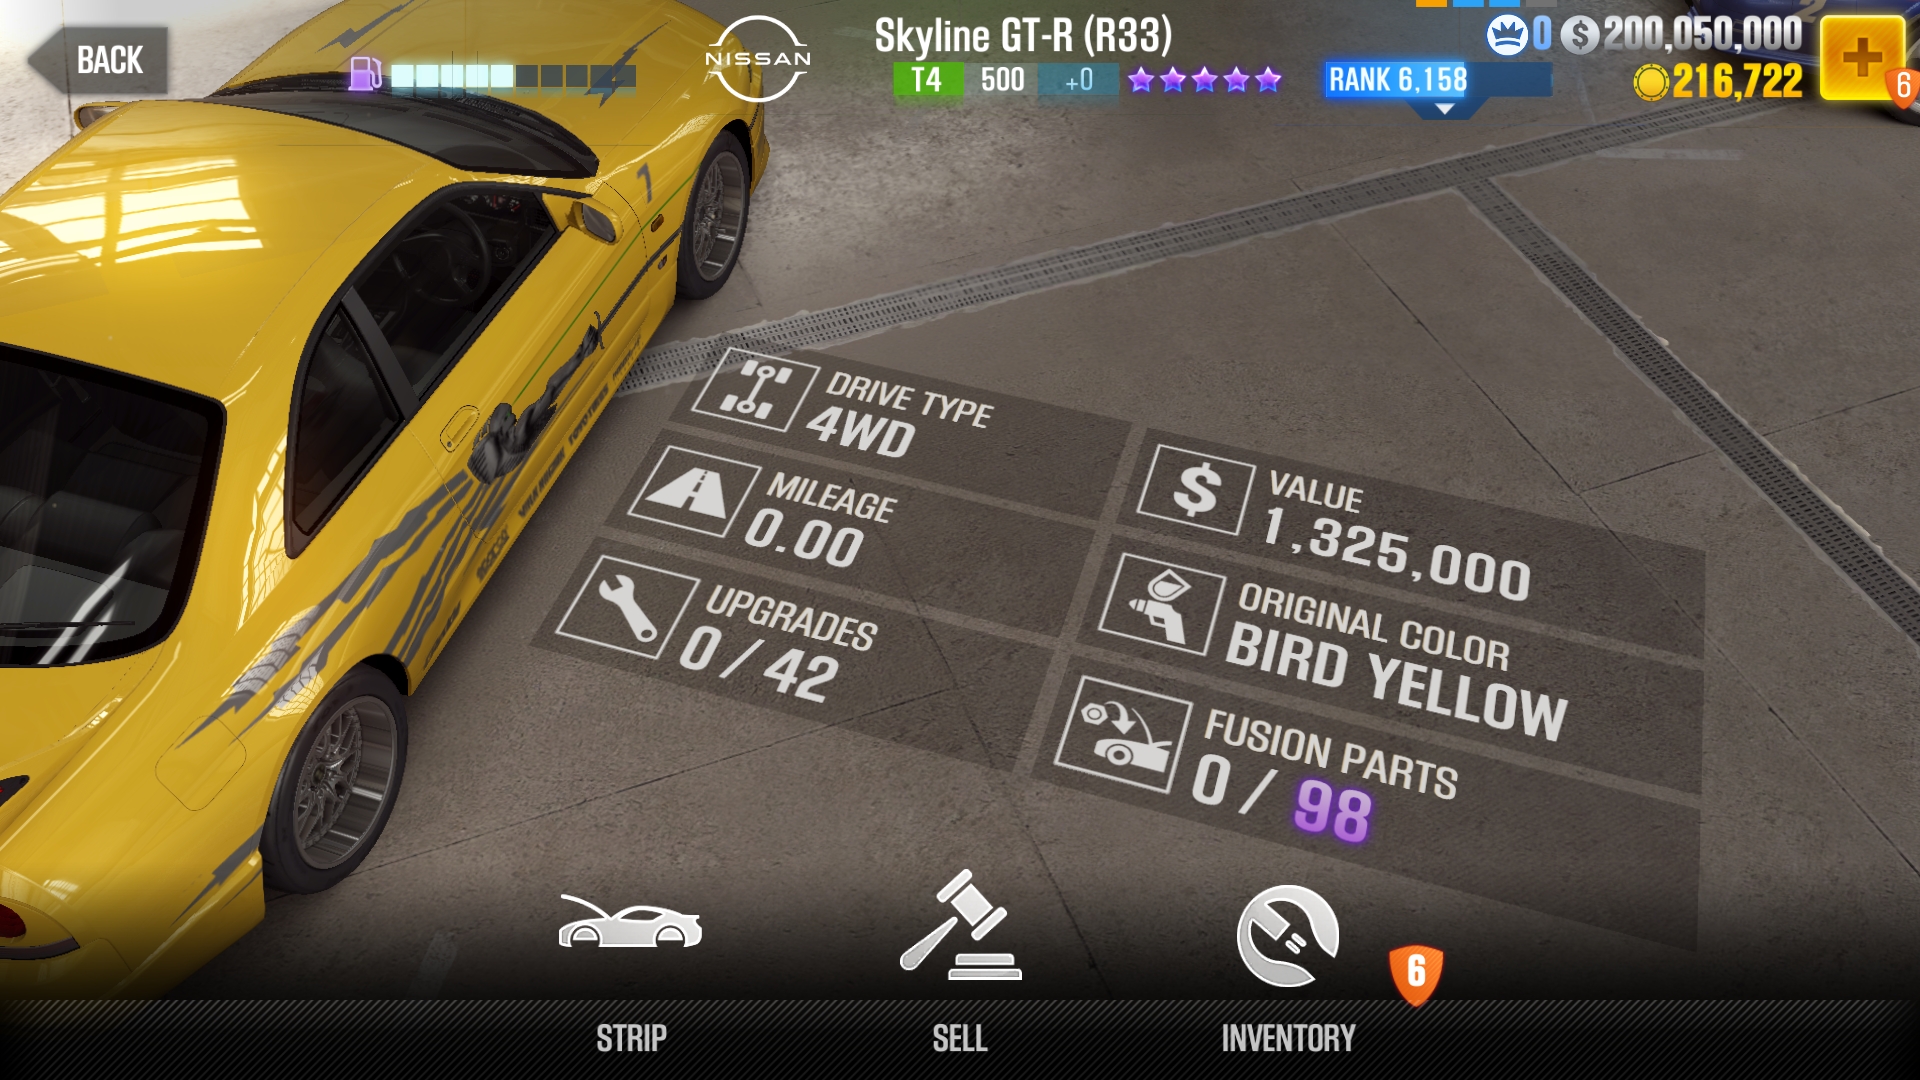 BACK
NISSAN
Skyline GT-R (R33)
T4 500 +0
RANK 6,158
0 $ 200,050,000
216,722
6
1
DRIVE TYPE
4WD
MILEAGE
0.00
UPGRADES
0 / 42
$ VALUE
1,325,000
ORIGINAL COLOR
BIRD YELLOW
FUSION PARTS
0 / 98
6
STRIP
SELL
INVENTORY